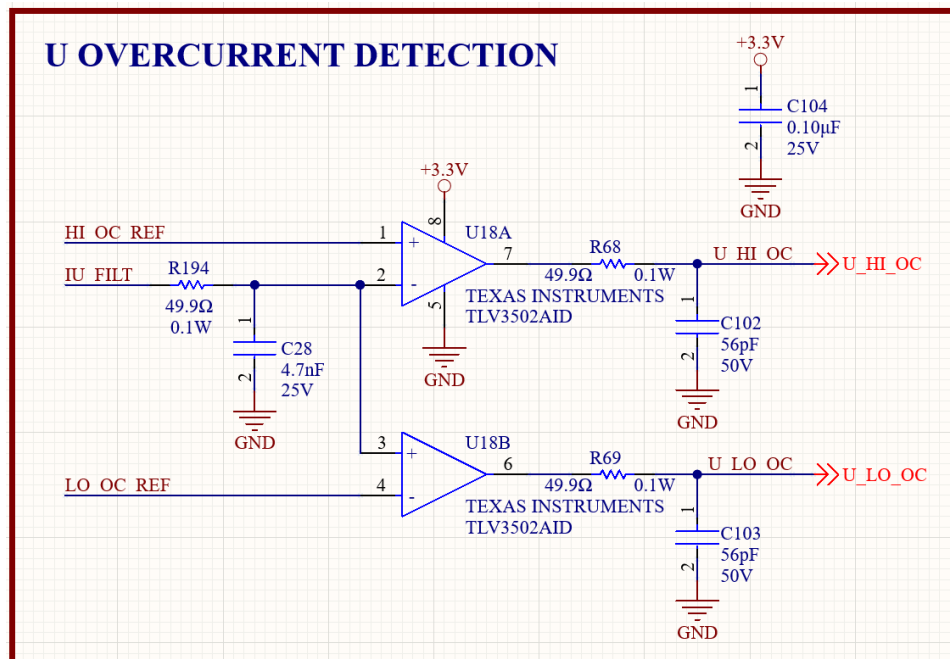 U OVERCURRENT DETECTION
+3.3V
1
C104
0.10µF
25V
2
GND
+3.3V
8
HI_OC_REF
1
+
U18A
7
R68
49.9Ω
0.1W
U_HI_OC
U_HI_OC
IU_FILT
R194
49.9Ω
0.1W
2
-
5
TEXAS INSTRUMENTS
TLV3502AID
GND
1
C28
4.7nF
25V
2
GND
1
C102
56pF
50V
2
GND
3
+
U18B
6
R69
49.9Ω
0.1W
U_LO_OC
U_LO_OC
LO_OC_REF
4
-
TEXAS INSTRUMENTS
TLV3502AID
1
C103
56pF
50V
2
GND